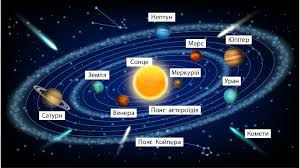 Нептун
Марс
Юпітер
Сонце
Земля
Меркурій
Уран
Пояс астероїдів
Венера
Сатурн
Комети
Пояс Койпера